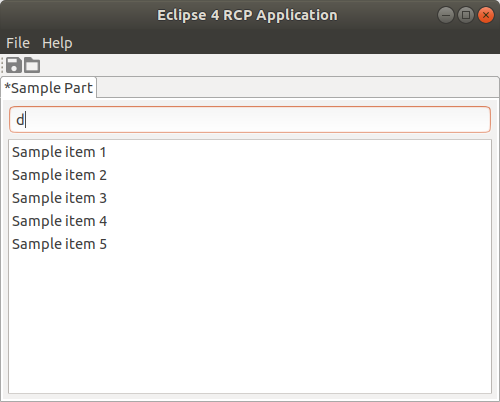 Eclipse 4 RCP Application
File Help
*Sample Part
d
Sample item 1
Sample item 2
Sample item 3
Sample item 4
Sample item 5